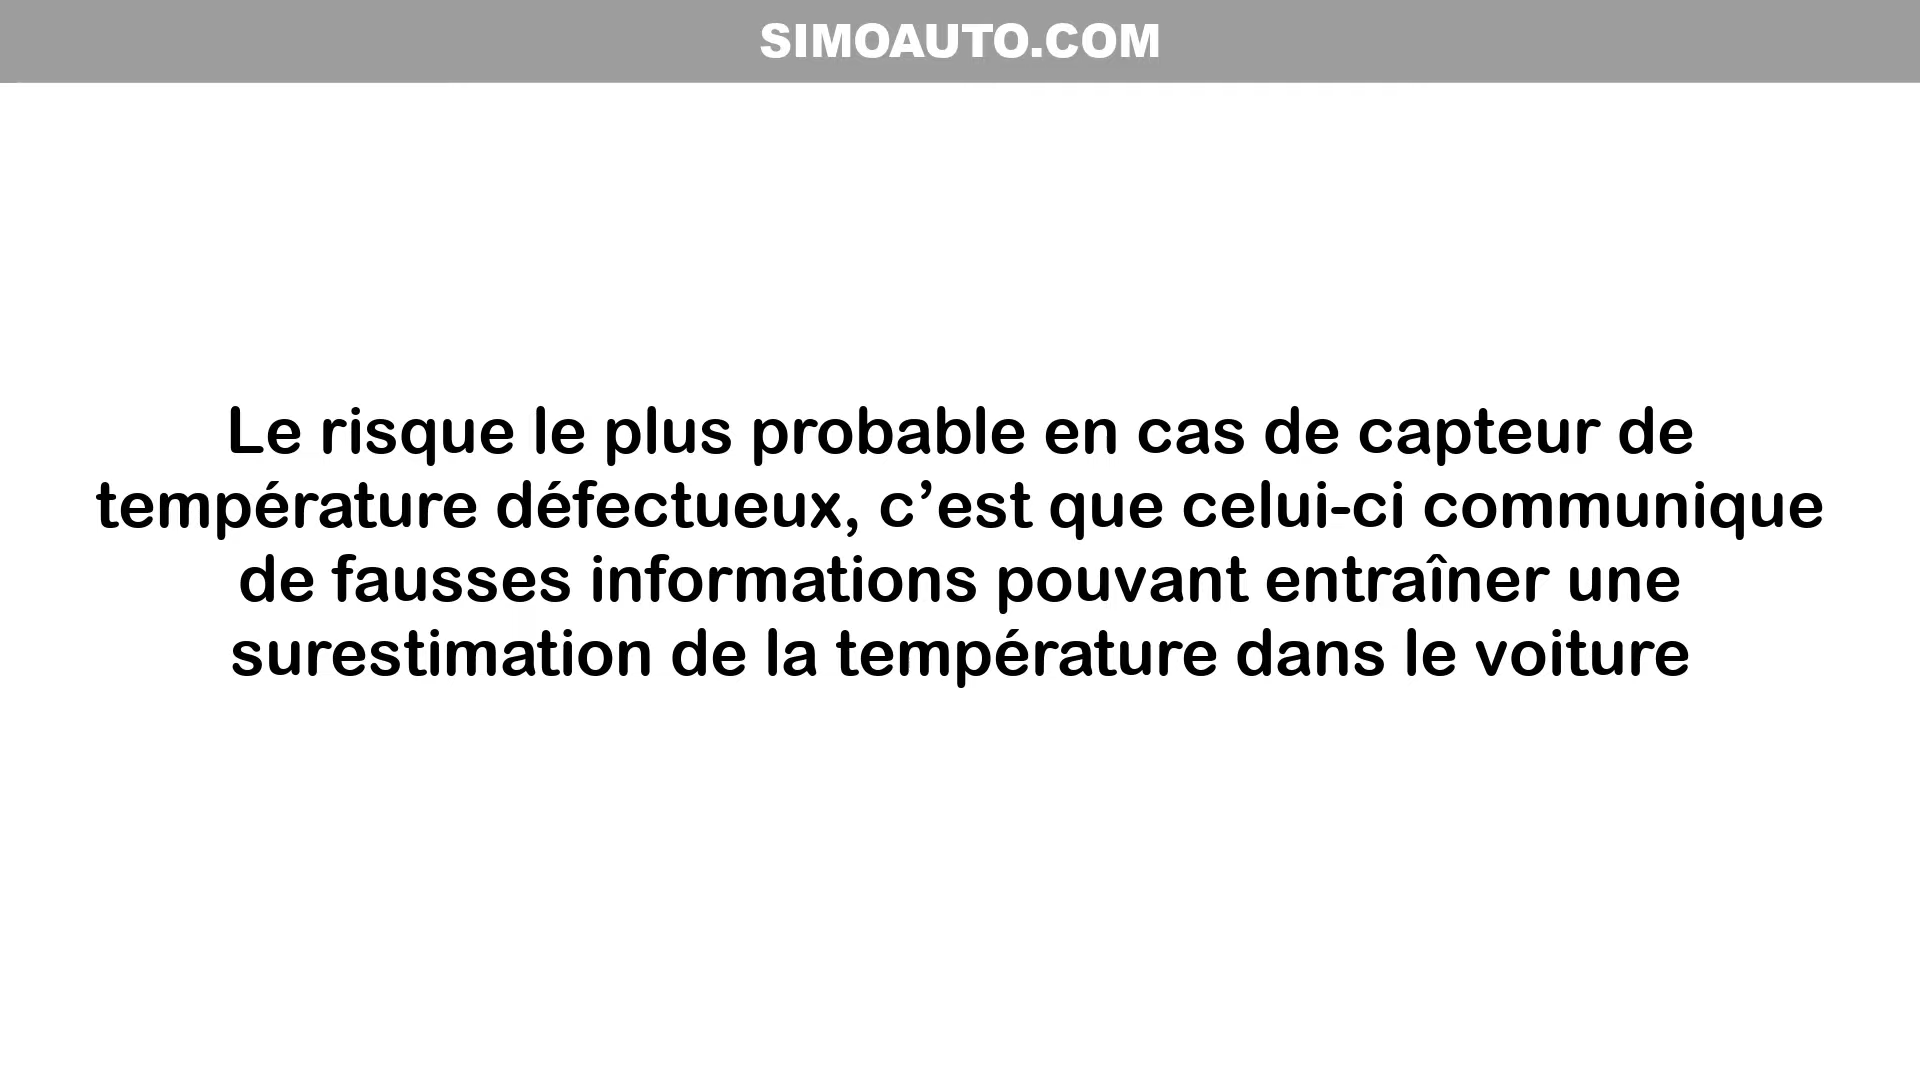 SIMOAUTO.COM
Le risque le plus probable en cas de capteur de
température défectueux, c’est que celui-ci communique
de fausses informations pouvant entraîner une
surestimation de la température dans le voiture